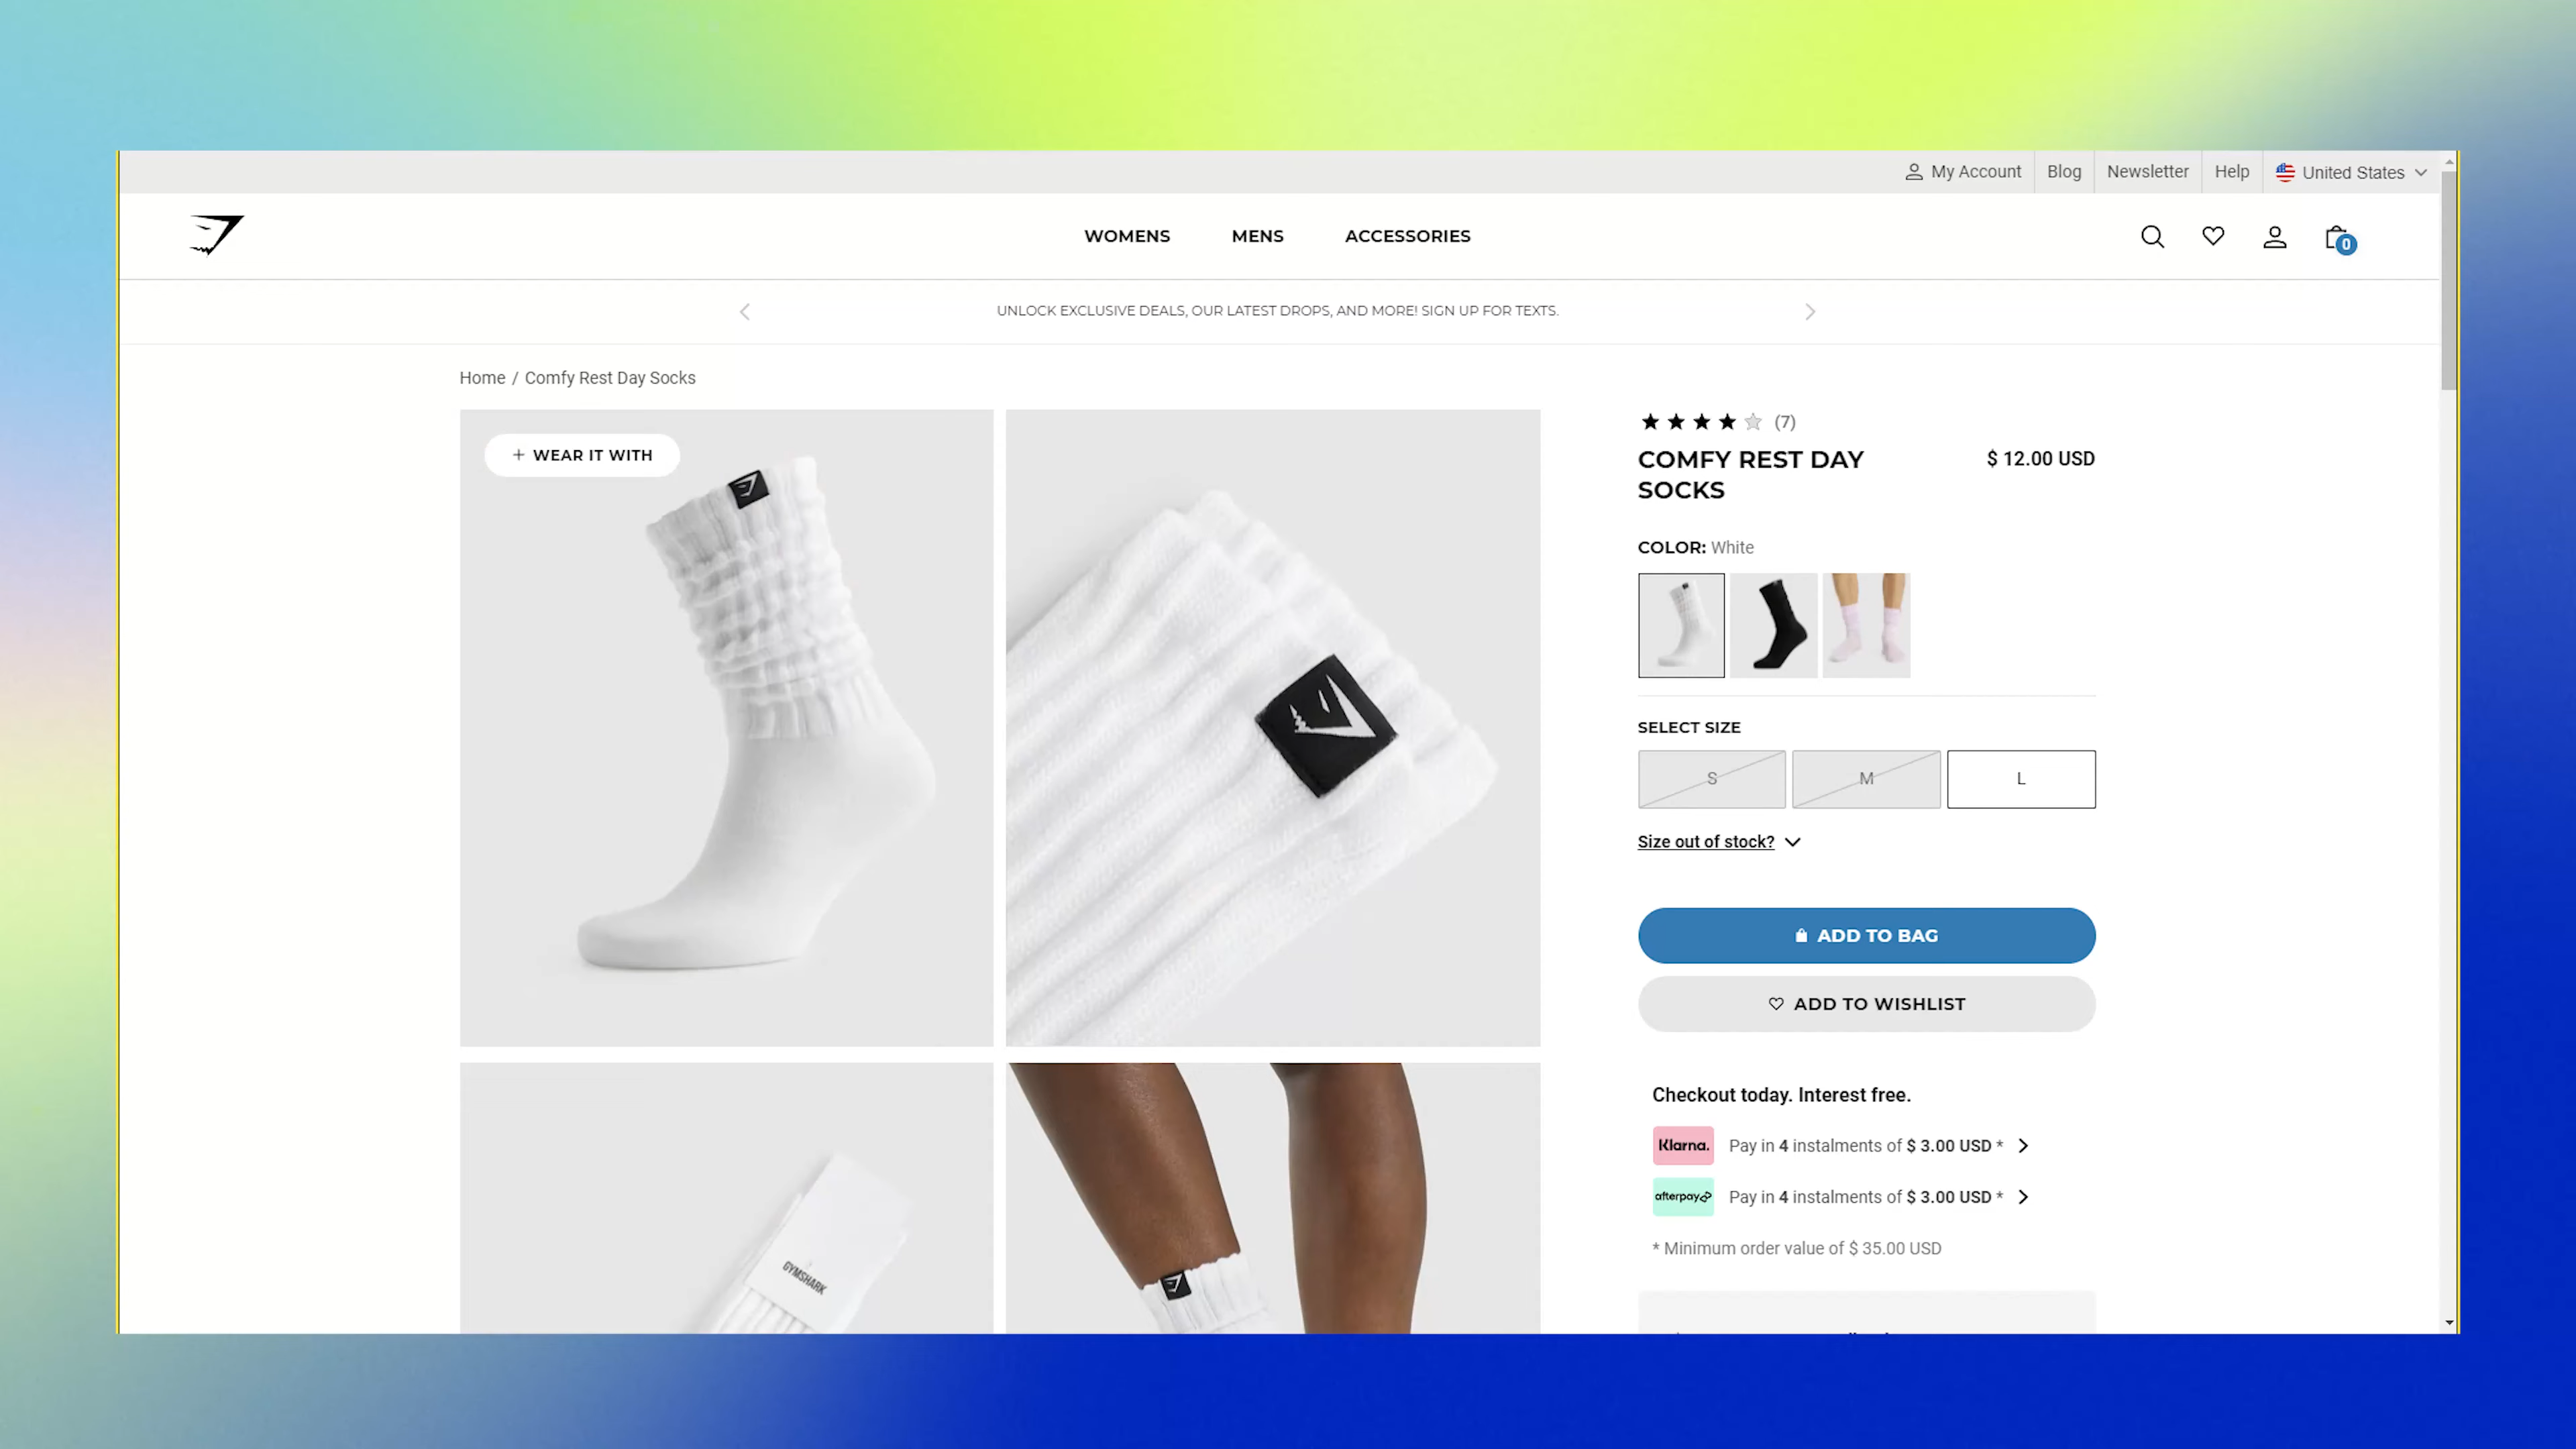 My Account
Blog
Newsletter
Help
United States
WOMENS
MENS
ACCESSORIES
0
UNLOCK EXCLUSIVE DEALS, OUR LATEST DROPS, AND MORE! SIGN UP FOR TEXTS.
Home / Comfy Rest Day Socks
+ WEAR IT WITH
(7)
COMFY REST DAY
SOCKS
$ 12.00 USD
COLOR: White
SELECT SIZE
S
M
L
Size out of stock?
ADD TO BAG
ADD TO WISHLIST
Checkout today. Interest free.
Klarna.
Pay in 4 instalments of $ 3.00 USD *
afterpay
Pay in 4 instalments of $ 3.00 USD *
* Minimum order value of $ 35.00 USD
GYMSHARK